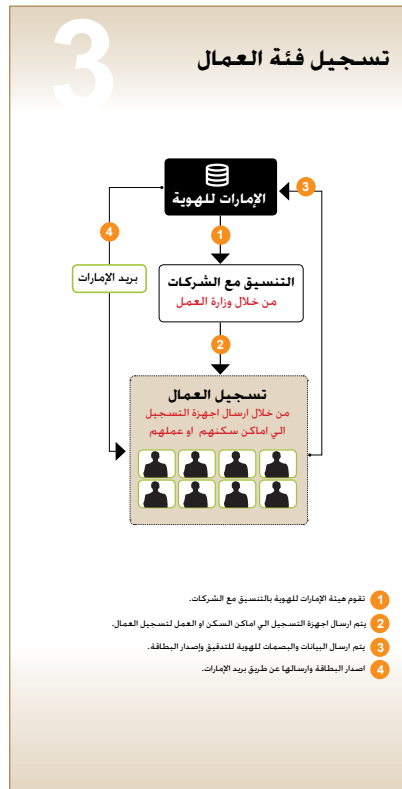 3
تسجيل فئة العمال
الإمارات للهوية
3
4
1
بريد الإمارات
التنسيق مع الشركات
من خلال وزارة العمل
2
تسجيل العمال
من خلال ارسال اجهزة التسجيل
الي اماكن سكنهم او عملهم
1 تقوم هيئة الإمارات للهوية بالتنسيق مع الشركات.
2 يتم ارسال اجهزة التسجيل الي اماكن السكن او العمل لتسجيل العمال.
3 يتم ارسال البيانات والبصمات للهوية للتدقيق وإصدار البطاقة.
4 اصدار البطاقة وارسالها عن طريق بريد الإمارات.